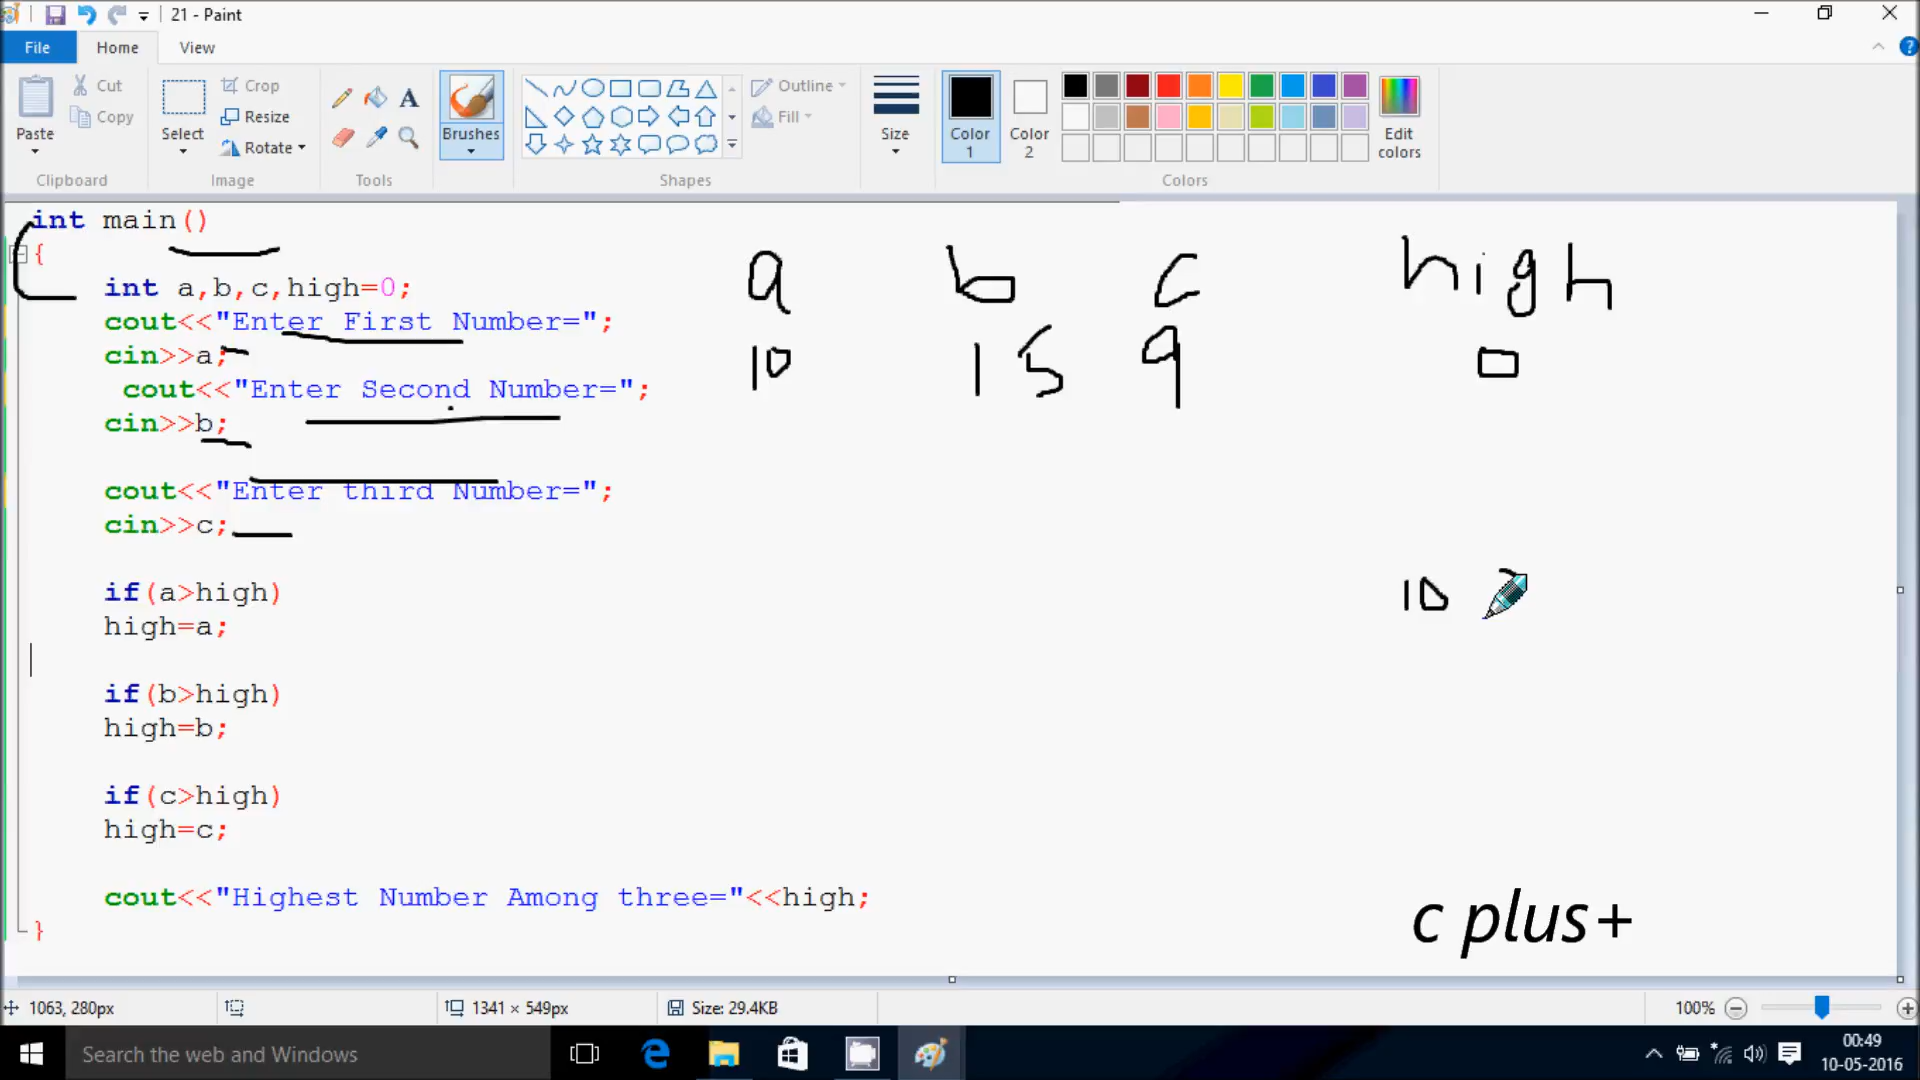 21 - Paint
File Home View
Paste
Cut
Copy
Clipboard
Select
Crop
Resize
Rotate
Image
Tools
Brushes
Shapes
Outline
Fill
Size
Color 1
Color 2
Edit colors
Colors
int main()
{
int a,b,c,high=0;
cout<<"Enter First Number=";
cin>>a;
cout<<"Enter Second Number=";
cin>>b;
cout<<"Enter third Number=";
cin>>c;
if(a>high)
high=a;
if(b>high)
high=b;
if(c>high)
high=c;
cout<<"Highest Number Among three="<<high;
}
a b c high
10 15 9 0
10
c plus+
1063, 280px
1341 × 549px
Size: 29.4KB
100%
Search the web and Windows
00:49
10-05-2016